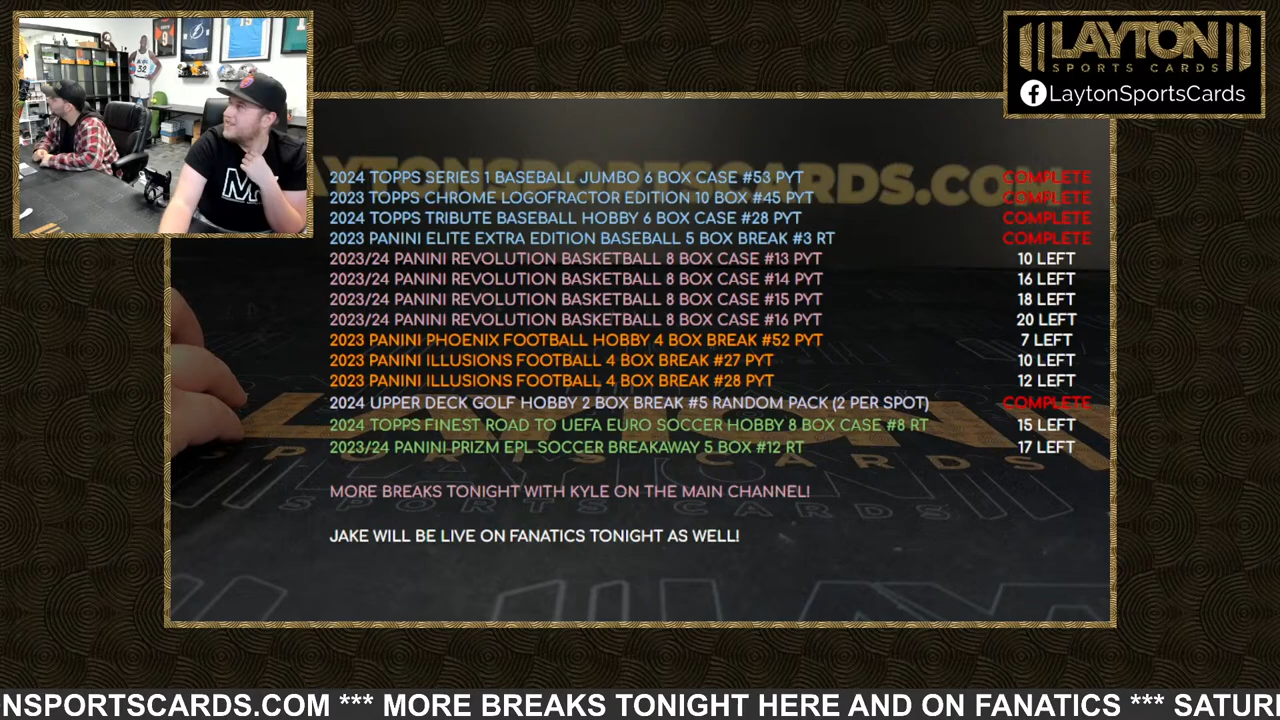 LAYTON
SPORTS CARDS
LaytonSportsCards
LAYTONSPORTSCARDS.CO
2024 TOPPS SERIES 1 BASEBALL JUMBO 6 BOX CASE #53 PYT COMPLETE
2023 TOPPS CHROME LOGOFRACTOR EDITION 10 BOX #45 PYT COMPLETE
2024 TOPPS TRIBUTE BASEBALL HOBBY 6 BOX CASE #28 PYT COMPLETE
2023 PANINI ELITE EXTRA EDITION BASEBALL 5 BOX BREAK #3 RT COMPLETE
2023/24 PANINI REVOLUTION BASKETBALL 8 BOX CASE #13 PYT 10 LEFT
2023/24 PANINI REVOLUTION BASKETBALL 8 BOX CASE #14 PYT 16 LEFT
2023/24 PANINI REVOLUTION BASKETBALL 8 BOX CASE #15 PYT 18 LEFT
2023/24 PANINI REVOLUTION BASKETBALL 8 BOX CASE #16 PYT 20 LEFT
2023 PANINI PHOENIX FOOTBALL HOBBY 4 BOX BREAK #52 PYT 7 LEFT
2023 PANINI ILLUSIONS FOOTBALL 4 BOX BREAK #27 PYT 10 LEFT
2023 PANINI ILLUSIONS FOOTBALL 4 BOX BREAK #28 PYT 12 LEFT
2024 UPPER DECK GOLF HOBBY 2 BOX BREAK #5 RANDOM PACK (2 PER SPOT) COMPLETE
2024 TOPPS FINEST ROAD TO UEFA EURO SOCCER HOBBY 8 BOX CASE #8 RT 15 LEFT
2023/24 PANINI PRIZM EPL SOCCER BREAKAWAY 5 BOX #12 RT 17 LEFT
MORE BREAKS TONIGHT WITH KYLE ON THE MAIN CHANNEL!
JAKE WILL BE LIVE ON FANATICS TONIGHT AS WELL!
NSPORTSCARDS.COM *** MORE BREAKS TONIGHT HERE AND ON FANATICS *** SATUR